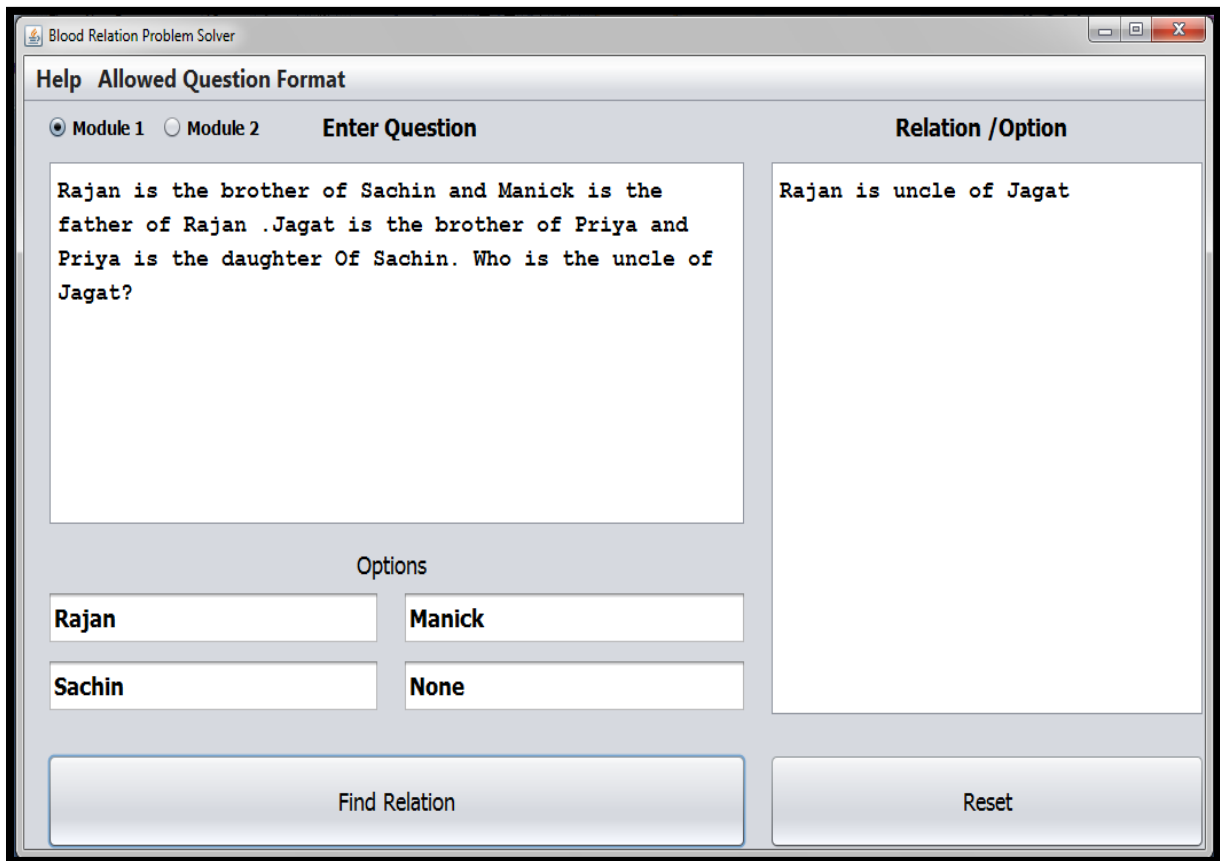 Blood Relation Problem Solver
Help Allowed Question Format
Module 1 Module 2 Enter Question
Relation /Option
Rajan is the brother of Sachin and Manick is the
father of Rajan .Jagat is the brother of Priya and
Priya is the daughter Of Sachin. Who is the uncle of
Jagat?
Rajan is uncle of Jagat
Options
Rajan
Manick
Sachin
None
Find Relation
Reset